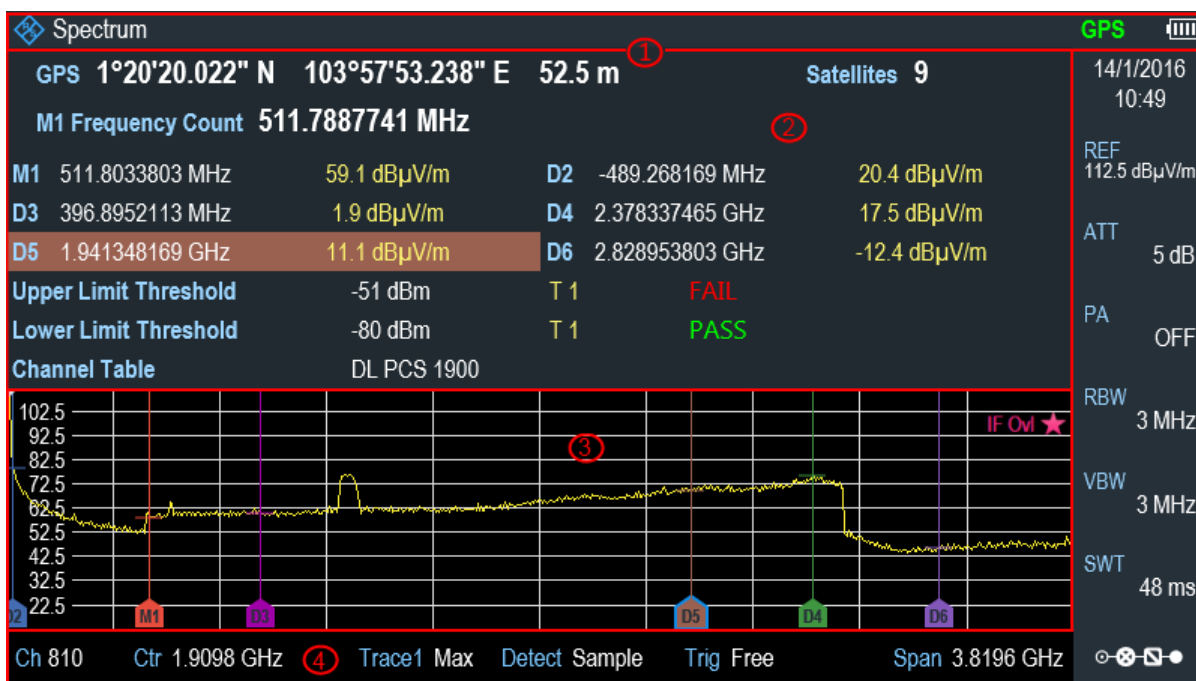 Spectrum GPS
1
GPS 1°20'20.022" N 103°57'53.238" E 52.5 m Satellites 9
14/1/2016
10:49
M1 Frequency Count 511.7887741 MHz
2
M1 511.8033803 MHz 59.1 dBµV/m D2 -489.268169 MHz 20.4 dBµV/m
D3 396.8952113 MHz 1.9 dBµV/m D4 2.378337465 GHz 17.5 dBµV/m
D5 1.941348169 GHz 11.1 dBµV/m D6 2.828953803 GHz -12.4 dBµV/m
Upper Limit Threshold -51 dBm T 1 FAIL
Lower Limit Threshold -80 dBm T 1 PASS
Channel Table DL PCS 1900
REF
112.5 dBµV/m
ATT
5 dB
PA
OFF
RBW
3 MHz
VBW
3 MHz
SWT
48 ms
102.5
92.5
82.5
72.5
62.5
52.5
42.5
32.5
22.5
IF Ovl
3
D2 M1 D3 D5 D4 D6
Ch 810 Ctr 1.9098 GHz 4 Trace1 Max Detect Sample Trig Free Span 3.8196 GHz